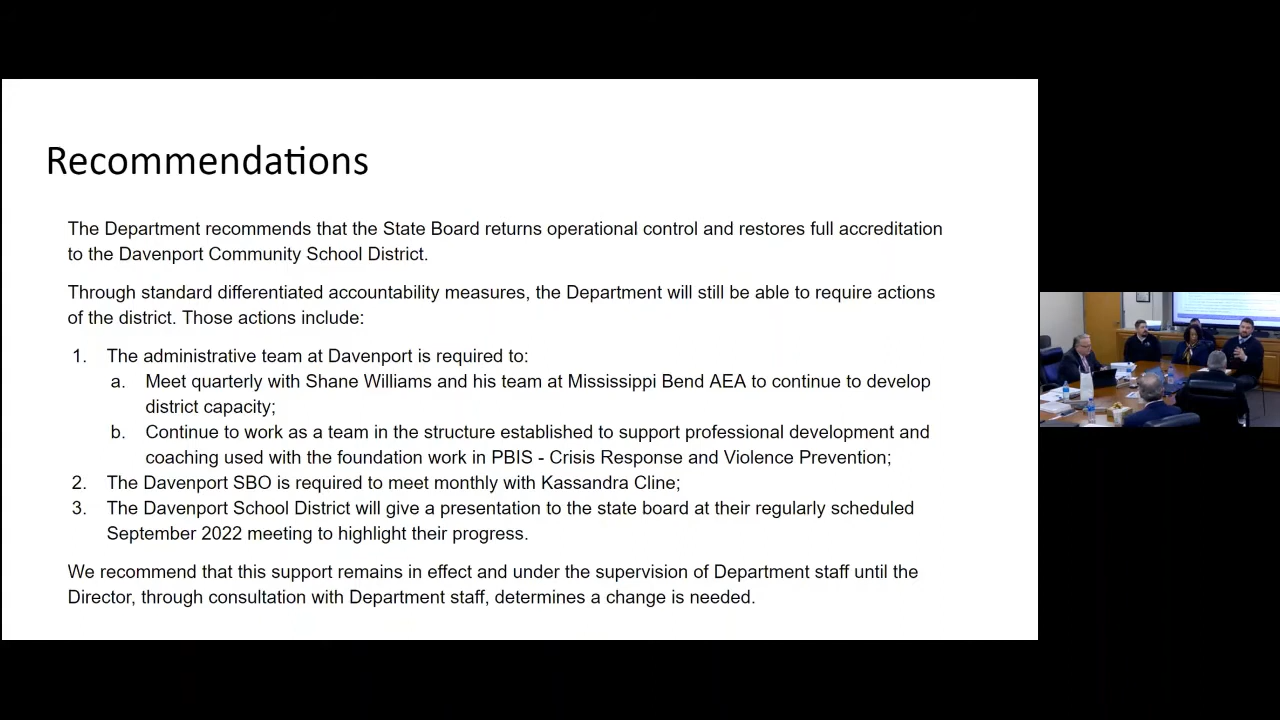 Recommendations
The Department recommends that the State Board returns operational control and restores full accreditation
to the Davenport Community School District.
Through standard differentiated accountability measures, the Department will still be able to require actions
of the district. Those actions include:
1. The administrative team at Davenport is required to:
a. Meet quarterly with Shane Williams and his team at Mississippi Bend AEA to continue to develop
district capacity;
b. Continue to work as a team in the structure established to support professional development and
coaching used with the foundation work in PBIS - Crisis Response and Violence Prevention;
2. The Davenport SBO is required to meet monthly with Kassandra Cline;
3. The Davenport School District will give a presentation to the state board at their regularly scheduled
September 2022 meeting to highlight their progress.
We recommend that this support remains in effect and under the supervision of Department staff until the
Director, through consultation with Department staff, determines a change is needed.